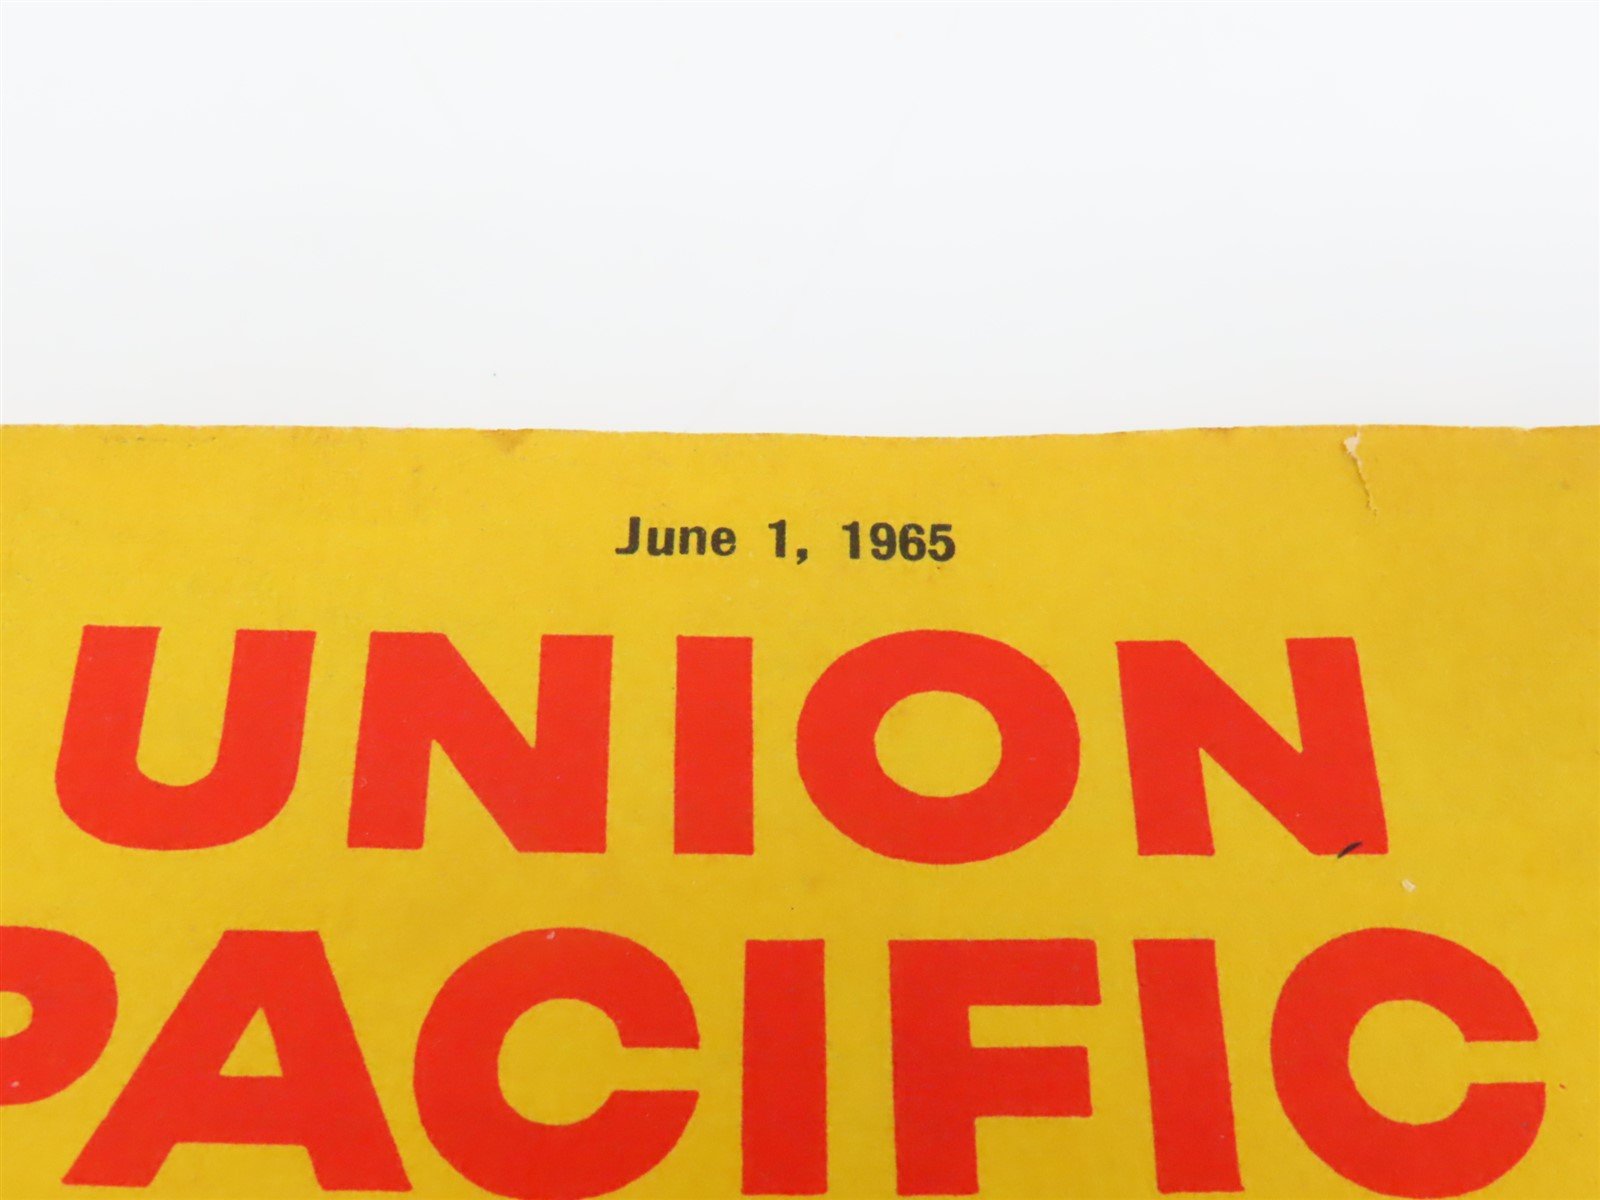 June 1, 1965
UNION
PACIFIC